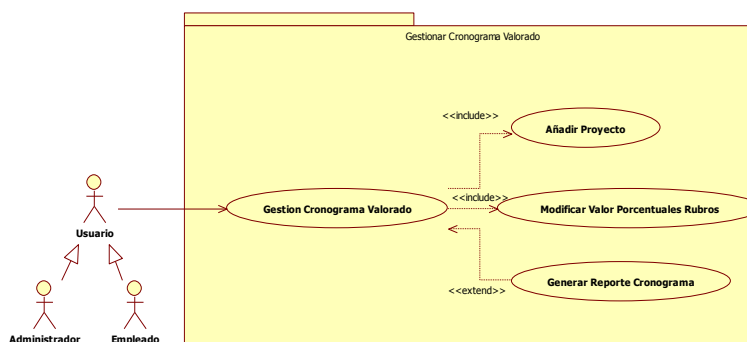 Gestionar Cronograma Valorado
<<include>>
Añadir Proyecto
<<include>>
Gestion Cronograma Valorado
Modificar Valor Porcentuales Rubros
Usuario
Generar Reporte Cronograma
<<extend>>
Administrador
Empleado